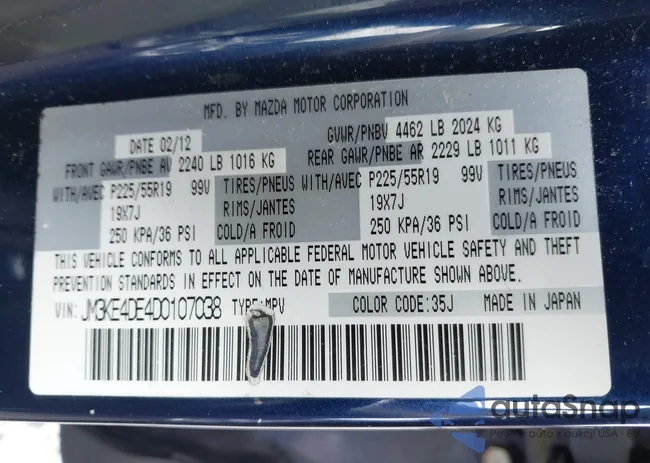 MFD. BY MAZDA MOTOR CORPORATION
DATE 02/12 GVWR/PNBV 4462 LB 2024 KG
FRONT GAWR/PNBE AV 2240 LB 1016 KG REAR GAWR/PNBE AR 2229 LB 1011 KG
WITH/AVEC P225/55R19 99V TIRES/PNEUS WITH/AVEC P225/55R19 99V TIRES/PNEUS
19X7J RIMS/JANTES 19X7J RIMS/JANTES
250 KPA/36 PSI COLD/A FROID 250 KPA/36 PSI COLD/A FROID
THIS VEHICLE CONFORMS TO ALL APPLICABLE FEDERAL MOTOR VEHICLE SAFETY AND THEFT
PREVENTION STANDARDS IN EFFECT ON THE DATE OF MANUFACTURE SHOWN ABOVE.
VIN: JM3KE4DE4D0107038 TYPE:MPV COLOR CODE:35J MADE IN JAPAN
autoSnap
Pewne auta z aukcji USA i EU